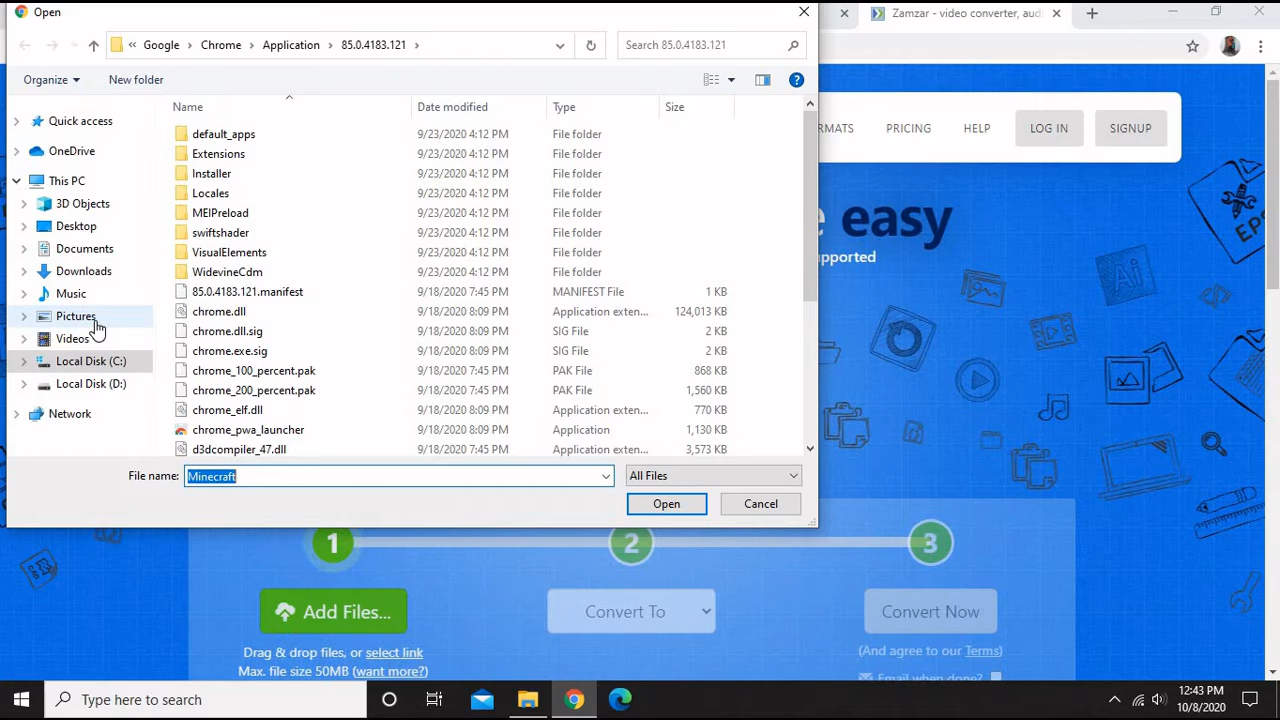 Open
Zamzar - video converter, aud
Google
Chrome
Application
85.0.4183.121
Search 85.0.4183.121
Organize
New folder
Name
Date modified
Type
Size
Quick access
OneDrive
This PC
3D Objects
Desktop
Documents
Downloads
Music
Pictures
Videos
Local Disk (C:)
Local Disk (D:)
Network
default_apps 9/23/2020 4:12 PM File folder
Extensions 9/23/2020 4:12 PM File folder
Installer 9/23/2020 4:12 PM File folder
Locales 9/23/2020 4:12 PM File folder
MEIPreload 9/23/2020 4:12 PM File folder
swiftshader 9/23/2020 4:12 PM File folder
VisualElements 9/23/2020 4:12 PM File folder
WidevineCdm 9/23/2020 4:12 PM File folder
85.0.4183.121.manifest 9/18/2020 7:45 PM MANIFEST File 1 KB
chrome.dll 9/18/2020 8:09 PM Application exten... 124,013 KB
chrome.dll.sig 9/18/2020 8:09 PM SIG File 2 KB
chrome.exe.sig 9/18/2020 8:09 PM SIG File 2 KB
chrome_100_percent.pak 9/18/2020 7:45 PM PAK File 868 KB
chrome_200_percent.pak 9/18/2020 7:45 PM PAK File 1,560 KB
chrome_elf.dll 9/18/2020 8:09 PM Application exten... 770 KB
chrome_pwa_launcher 9/18/2020 8:09 PM Application 1,130 KB
d3dcompiler_47.dll 9/18/2020 7:45 PM Application exten... 3,573 KB
File name: Minecraft
All Files
Open
Cancel
RMATS
PRICING
HELP
LOG IN
SIGNUP
e easy
supported
EPS
Ai
1
2
3
Add Files...
Convert To
Convert Now
Drag & drop files, or select link
Max. file size 50MB (want more?)
(And agree to our Terms)
Email when done?
Type here to search
12:43 PM
10/8/2020